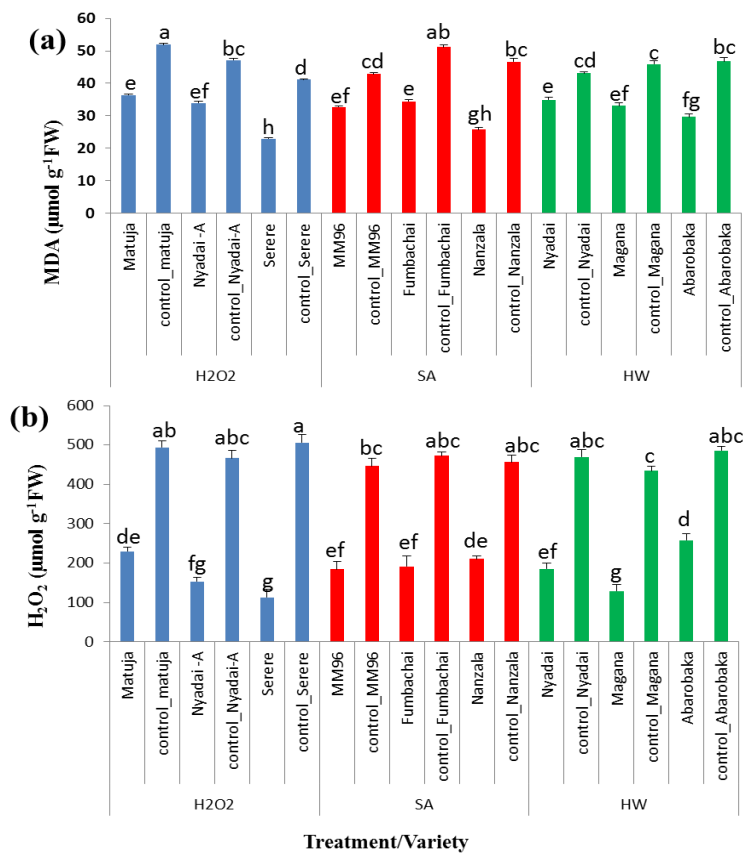 (a)
MDA (µmol g-1FW)
60
50
40
30
20
10
0
e
a
ef
bc
h
d
ef
cd
e
ab
gh
bc
e
cd
ef
c
fg
bc
Matuja
control_matuja
Nyadai -A
control_Nyadai-A
Serere
control_Serere
MM96
control_MM96
Fumbachai
control_Fumbachai
Nanzala
control_Nanzala
Nyadai
control_Nyadai
Magana
control_Magana
Abarobaka
control_Abarobaka
H2O2
SA
HW
(b)
H₂O₂ (µmol g-1FW)
600
500
400
300
200
100
0
de
ab
fg
abc
g
a
ef
bc
ef
abc
de
abc
ef
abc
g
c
d
abc
Matuja
control_matuja
Nyadai -A
control_Nyadai-A
Serere
control_Serere
MM96
control_MM96
Fumbachai
control_Fumbachai
Nanzala
control_Nanzala
Nyadai
control_Nyadai
Magana
control_Magana
Abarobaka
control_Abarobaka
H2O2
SA
HW
Treatment/Variety